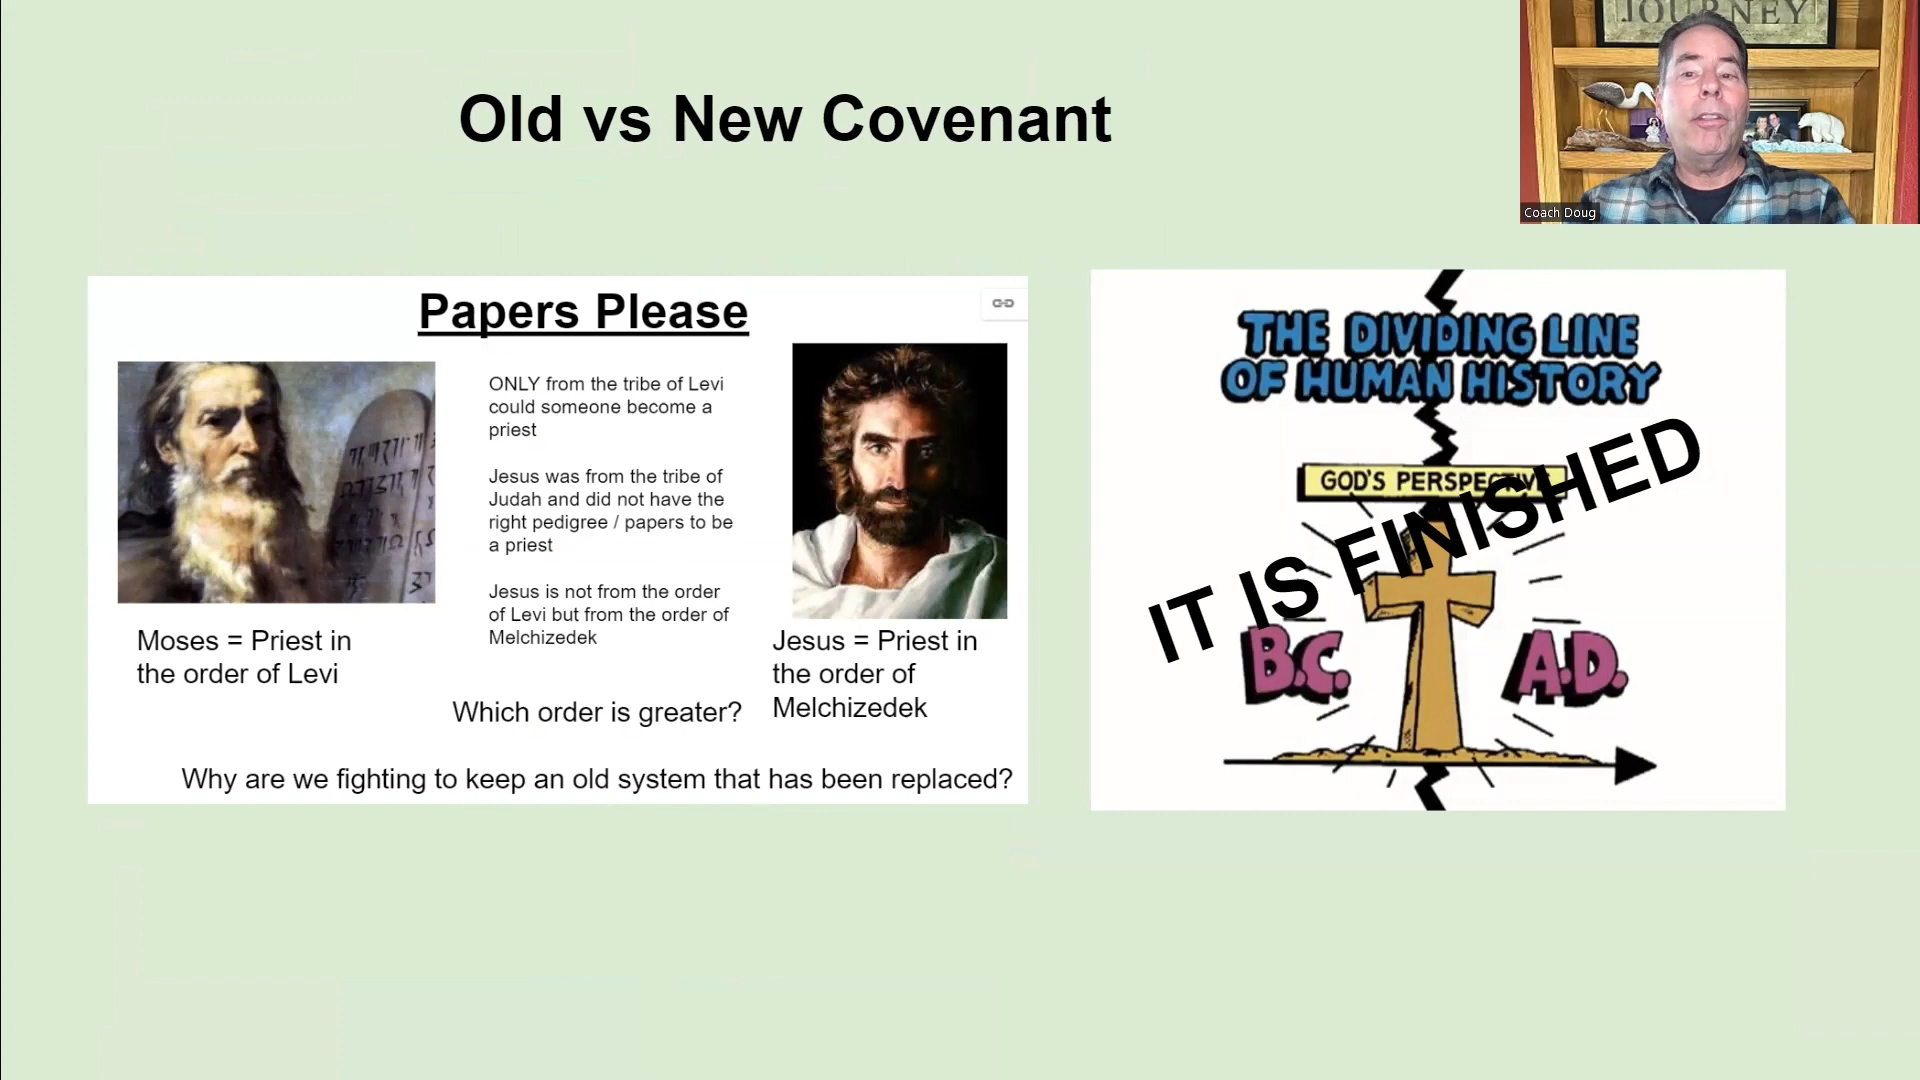 JOURNEY
Coach Doug
Old vs New Covenant
Papers Please
ONLY from the tribe of Levi
could someone become a
priest
Jesus was from the tribe of
Judah and did not have the
right pedigree / papers to be
a priest
Jesus is not from the order
of Levi but from the order of
Melchizedek
Moses = Priest in
the order of Levi
Jesus = Priest in
the order of
Melchizedek
Which order is greater?
Why are we fighting to keep an old system that has been replaced?
THE DIVIDING LINE
OF HUMAN HISTORY
GOD'S PERSPECTIVE
IT IS FINISHED
B.C.
A.D.